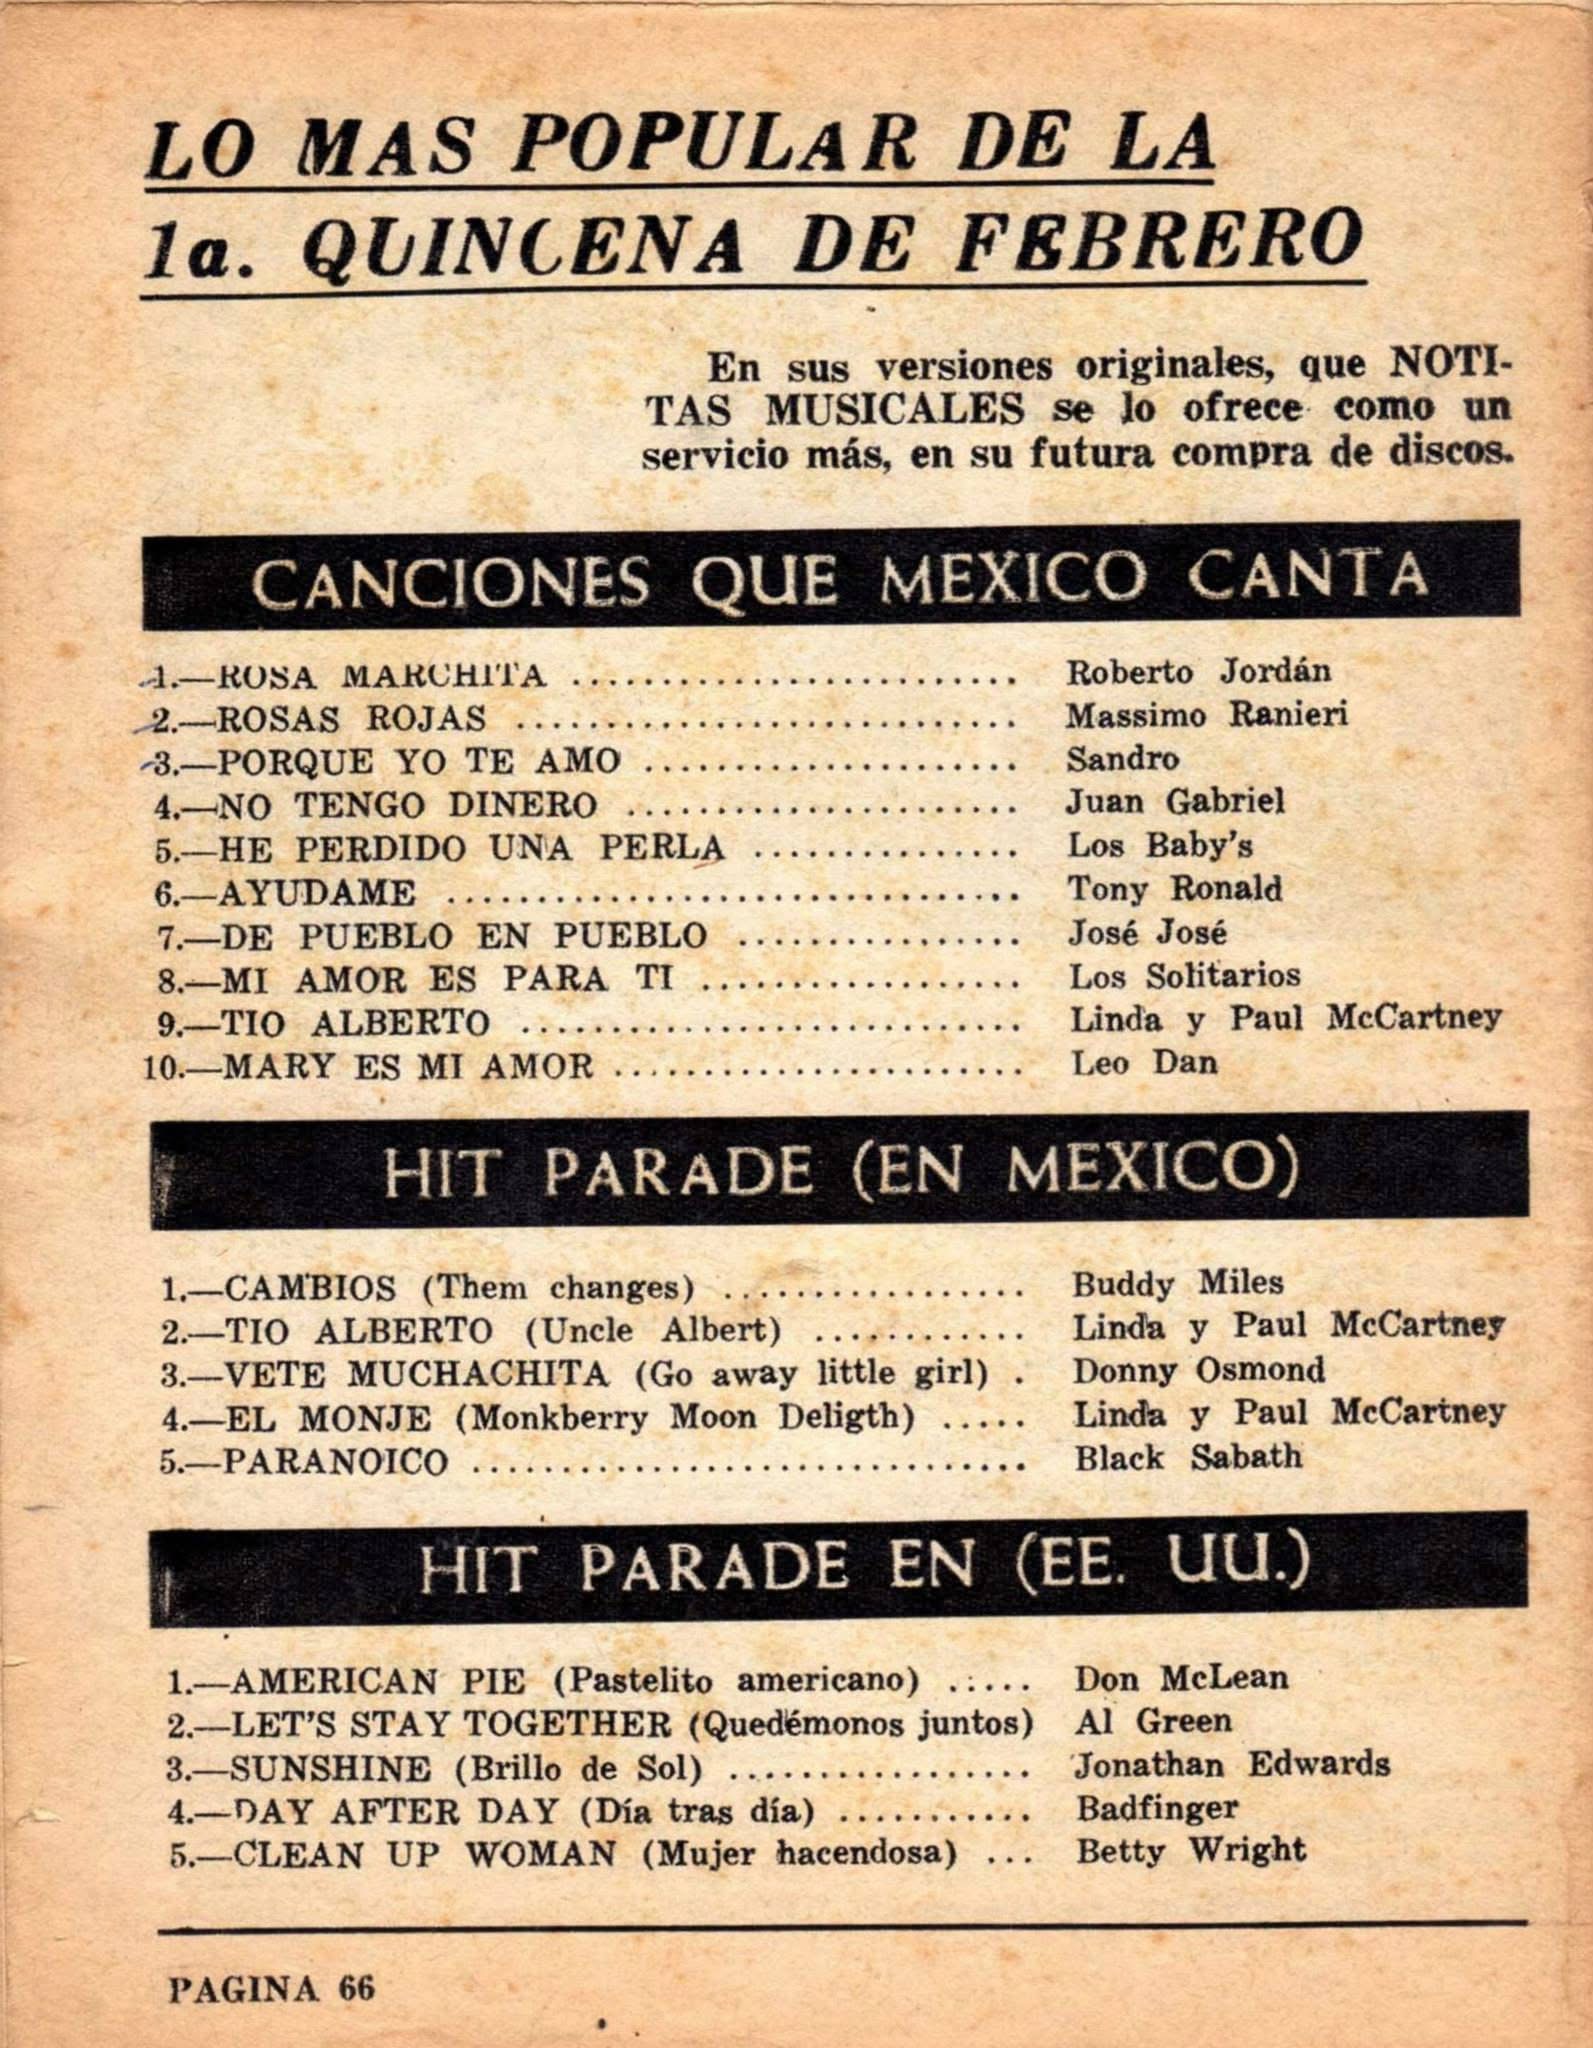 LO MAS POPULAR DE LA
1a. QUINCENA DE FEBRERO
En sus versiones originales, que NOTI-
TAS MUSICALES se lo ofrece como un
servicio más, en su futura compra de discos.
CANCIONES QUE MEXICO CANTA
1.—ROSA MARCHITA ......................... Roberto Jordán
2.—ROSAS ROJAS ............................ Massimo Ranieri
3.—PORQUE YO TE AMO ..................... Sandro
4.—NO TENGO DINERO ...................... Juan Gabriel
5.—HE PERDIDO UNA PERLA ............... Los Baby's
6.—AYUDAME ................................ Tony Ronald
7.—DE PUEBLO EN PUEBLO ................ José José
8.—MI AMOR ES PARA TI .................. Los Solitarios
9.—TIO ALBERTO ............................ Linda y Paul McCartney
10.—MARY ES MI AMOR ....................... Leo Dan
HIT PARADE (EN MEXICO)
1.—CAMBIOS (Them changes) ................. Buddy Miles
2.—TIO ALBERTO (Uncle Albert) ............ Linda y Paul McCartney
3.—VETE MUCHACHITA (Go away little girl) . Donny Osmond
4.—EL MONJE (Monkberry Moon Deligth) ..... Linda y Paul McCartney
5.—PARANOICO ............................... Black Sabath
HIT PARADE EN (EE. UU.)
1.—AMERICAN PIE (Pastelito americano) ..... Don McLean
2.—LET'S STAY TOGETHER (Quedémonos juntos) Al Green
3.—SUNSHINE (Brillo de Sol) ................. Jonathan Edwards
4.—DAY AFTER DAY (Día tras día) ........... Badfinger
5.—CLEAN UP WOMAN (Mujer hacendosa) ... Betty Wright
PAGINA 66